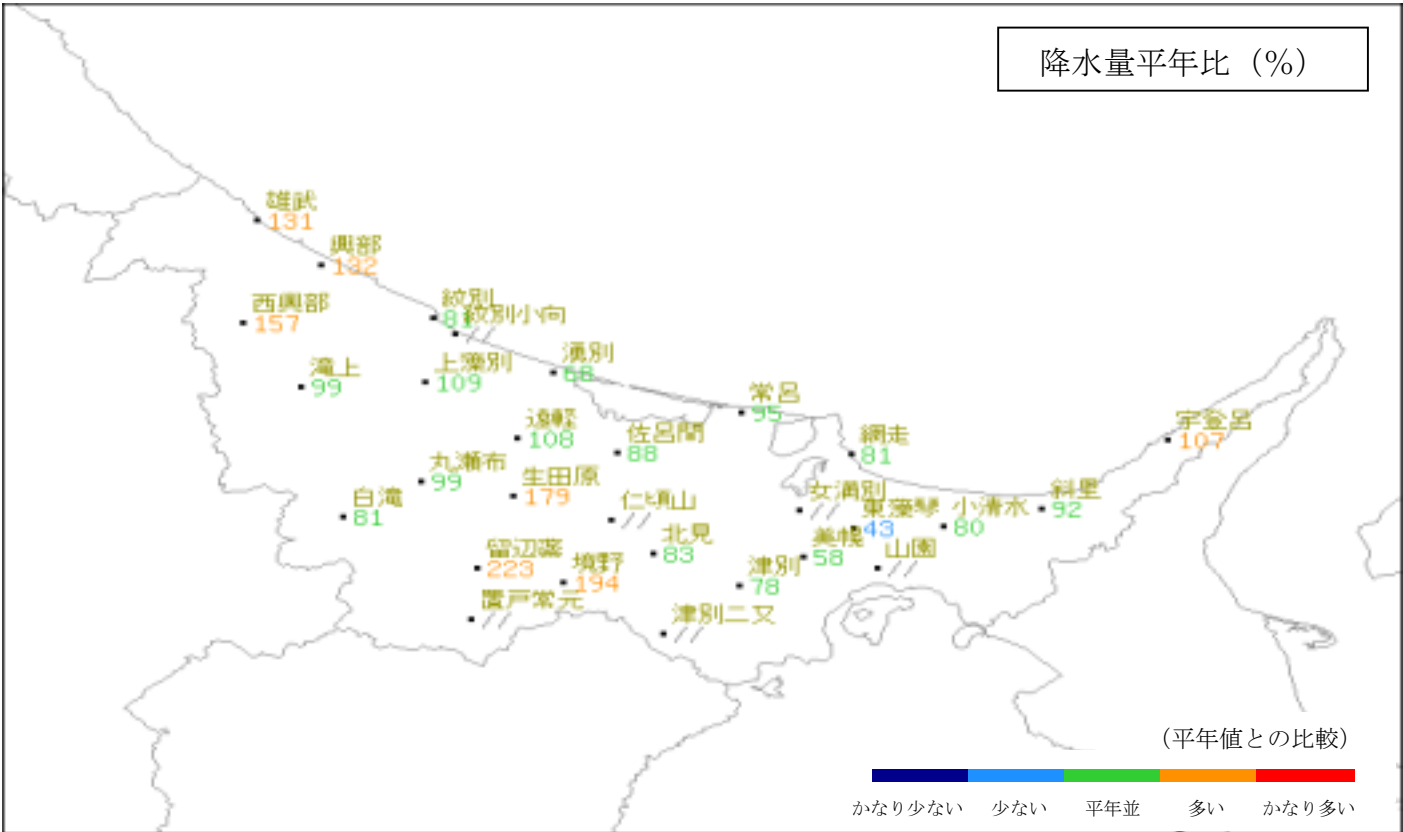 降水量平年比（％）
雄武
131
興部
132
西興部
157
紋別
81
紋別小向
//
滝上
99
上藻別
109
湧別
68
常呂
95
遠軽
108
佐呂間
88
網走
81
宇登呂
107
丸瀬布
99
生田原
179
白滝
81
仁頃山
//
女満別
//
東藻琴
43
小清水
80
斜里
92
北見
83
美幌
58
山園
//
留辺蘂
223
境野
194
津別
78
置戸常元
//
津別二又
//
（平年値との比較）
かなり少ない 少ない 平年並 多い かなり多い